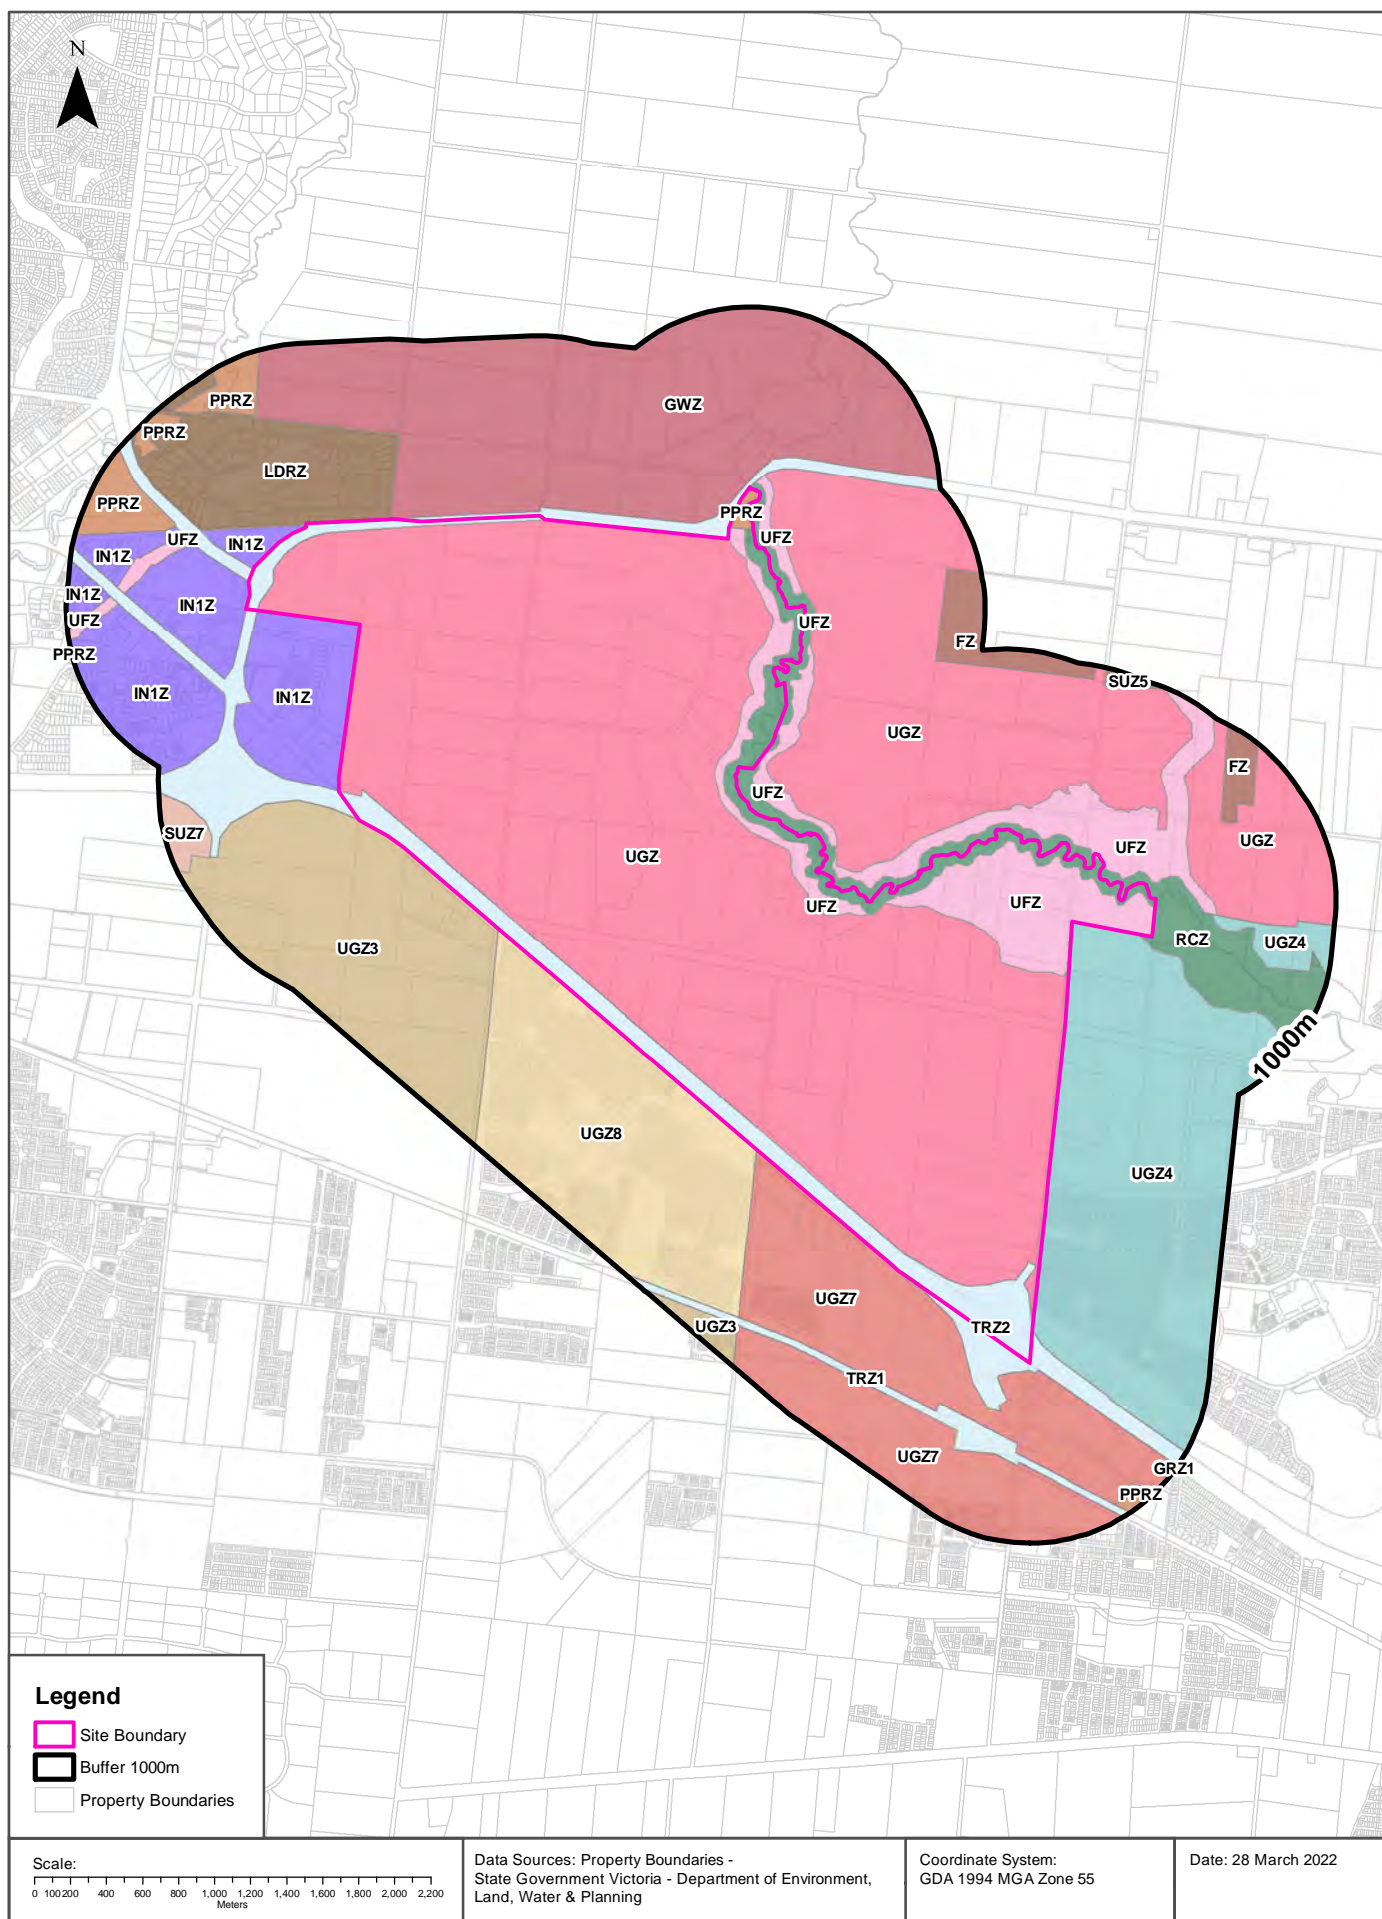 N
GWZ
PPRZ
PPRZ
LDRZ
PPRZ
PPRZ
UFZ
UFZ
IN1Z
IN1Z
IN1Z
IN1Z
UFZ
UFZ
FZ
PPRZ
SUZ5
IN1Z
IN1Z
UGZ
FZ
UFZ
SUZ7
UGZ
UFZ
UGZ
UFZ
UFZ
RCZ
UGZ4
UGZ3
1000m
UGZ8
UGZ4
UGZ7
UGZ3
TRZ2
TRZ1
UGZ7
GRZ1
PPRZ
Legend
Site Boundary
Buffer 1000m
Property Boundaries
Scale:
0 100 200 400 600 800 1,000 1,200 1,400 1,600 1,800 2,000 2,200
Meters
Data Sources: Property Boundaries -
State Government Victoria - Department of Environment,
Land, Water & Planning
Coordinate System:
GDA 1994 MGA Zone 55
Date: 28 March 2022